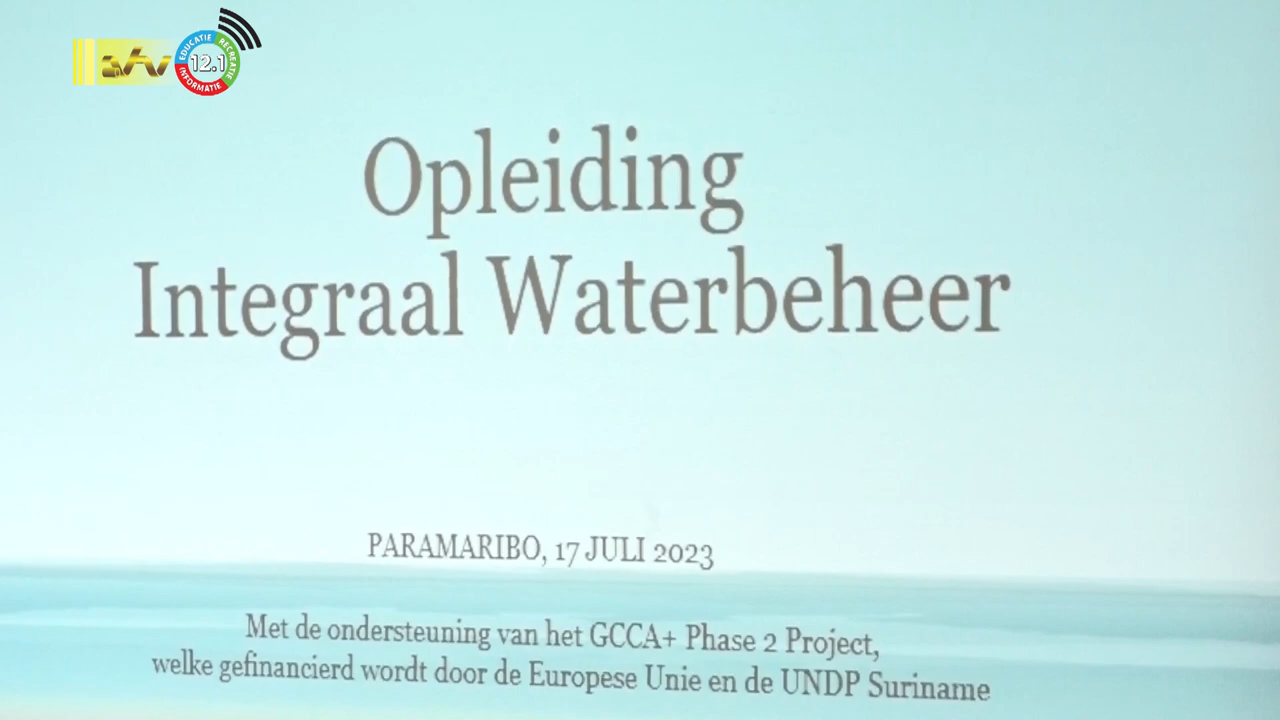 atv
EDUCATIE RECREATIE
12.1
INFORMATIE
Opleiding
Integraal Waterbeheer
PARAMARIBO, 17 JULI 2023
Met de ondersteuning van het GCCA+ Phase 2 Project,
welke gefinancierd wordt door de Europese Unie en de UNDP Suriname